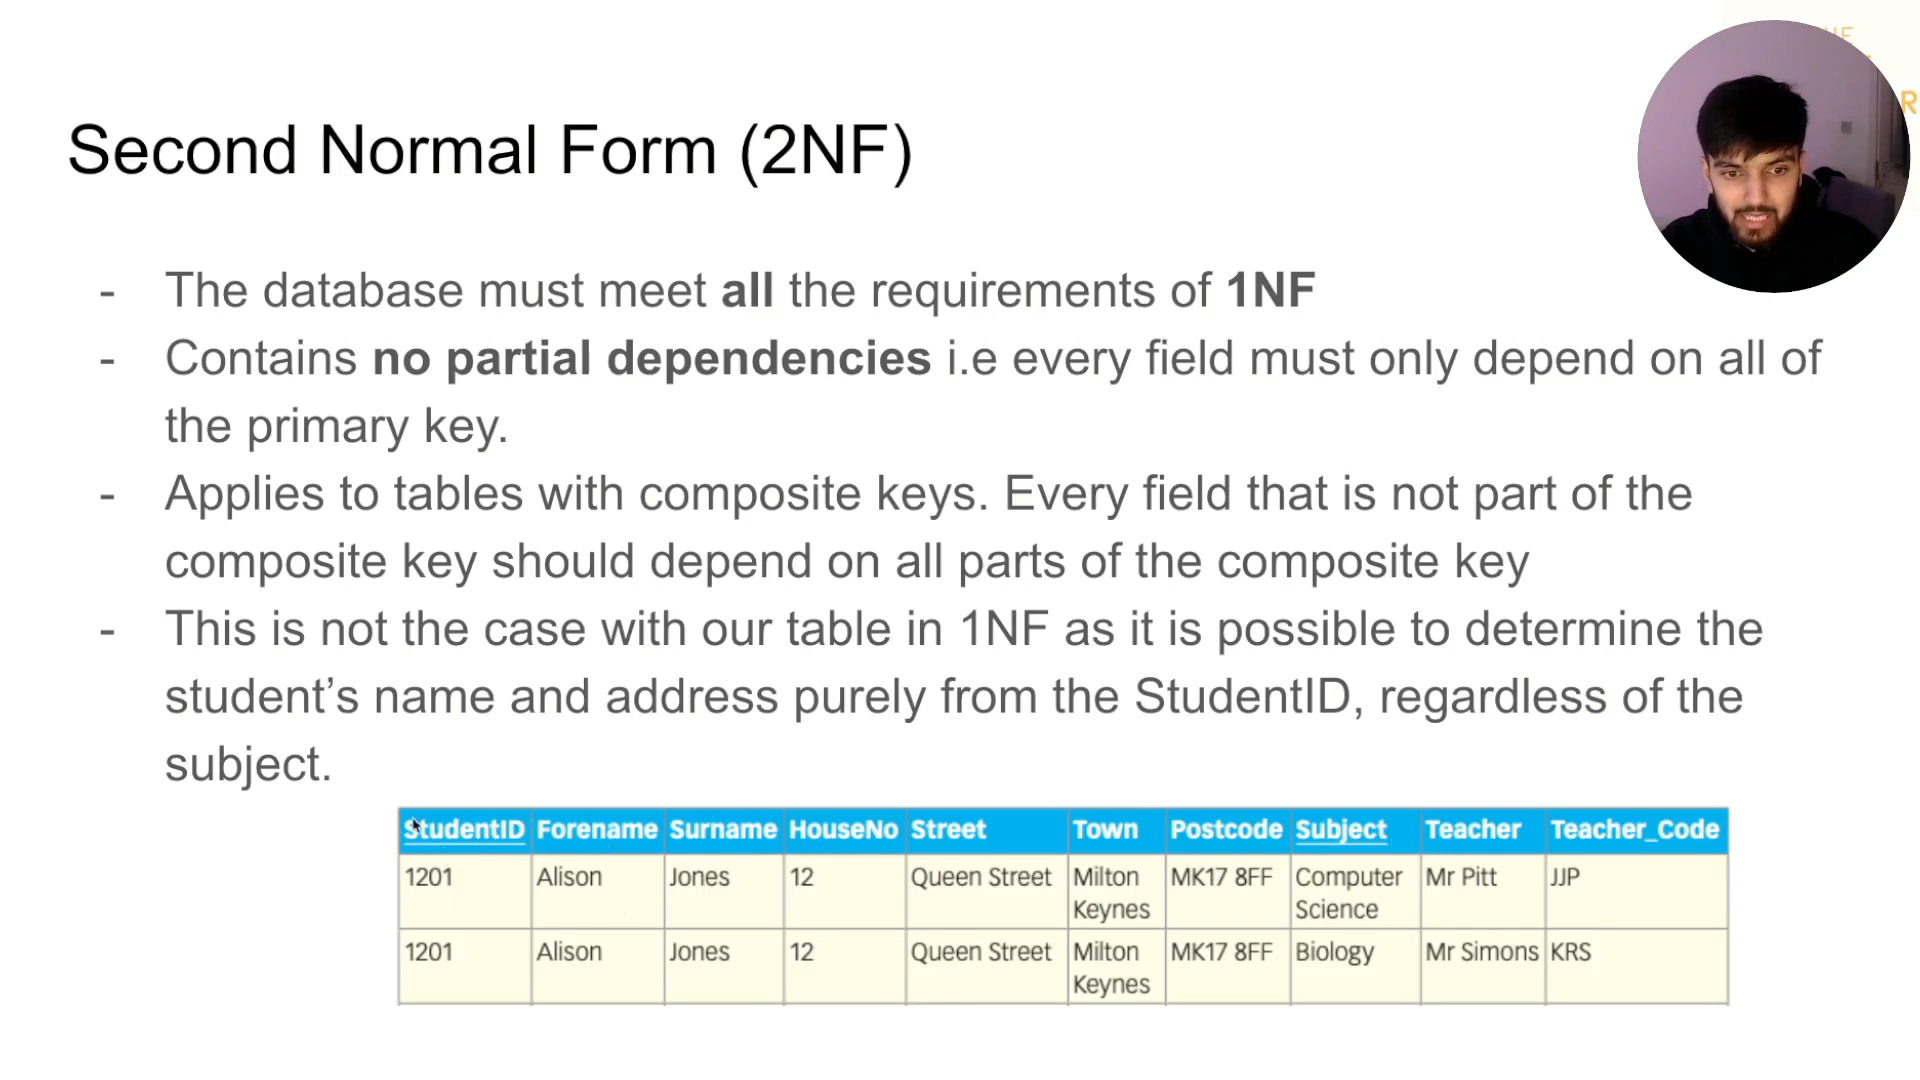 Second Normal Form (2NF)
- The database must meet all the requirements of 1NF
- Contains no partial dependencies i.e every field must only depend on all of
the primary key.
- Applies to tables with composite keys. Every field that is not part of the
composite key should depend on all parts of the composite key
- This is not the case with our table in 1NF as it is possible to determine the
student’s name and address purely from the StudentID, regardless of the
subject.
StudentID Forename Surname HouseNo Street Town Postcode Subject Teacher Teacher_Code
1201 Alison Jones 12 Queen Street Milton MK17 8FF Computer Mr Pitt JJP
Keynes Science
1201 Alison Jones 12 Queen Street Milton MK17 8FF Biology Mr Simons KRS
Keynes